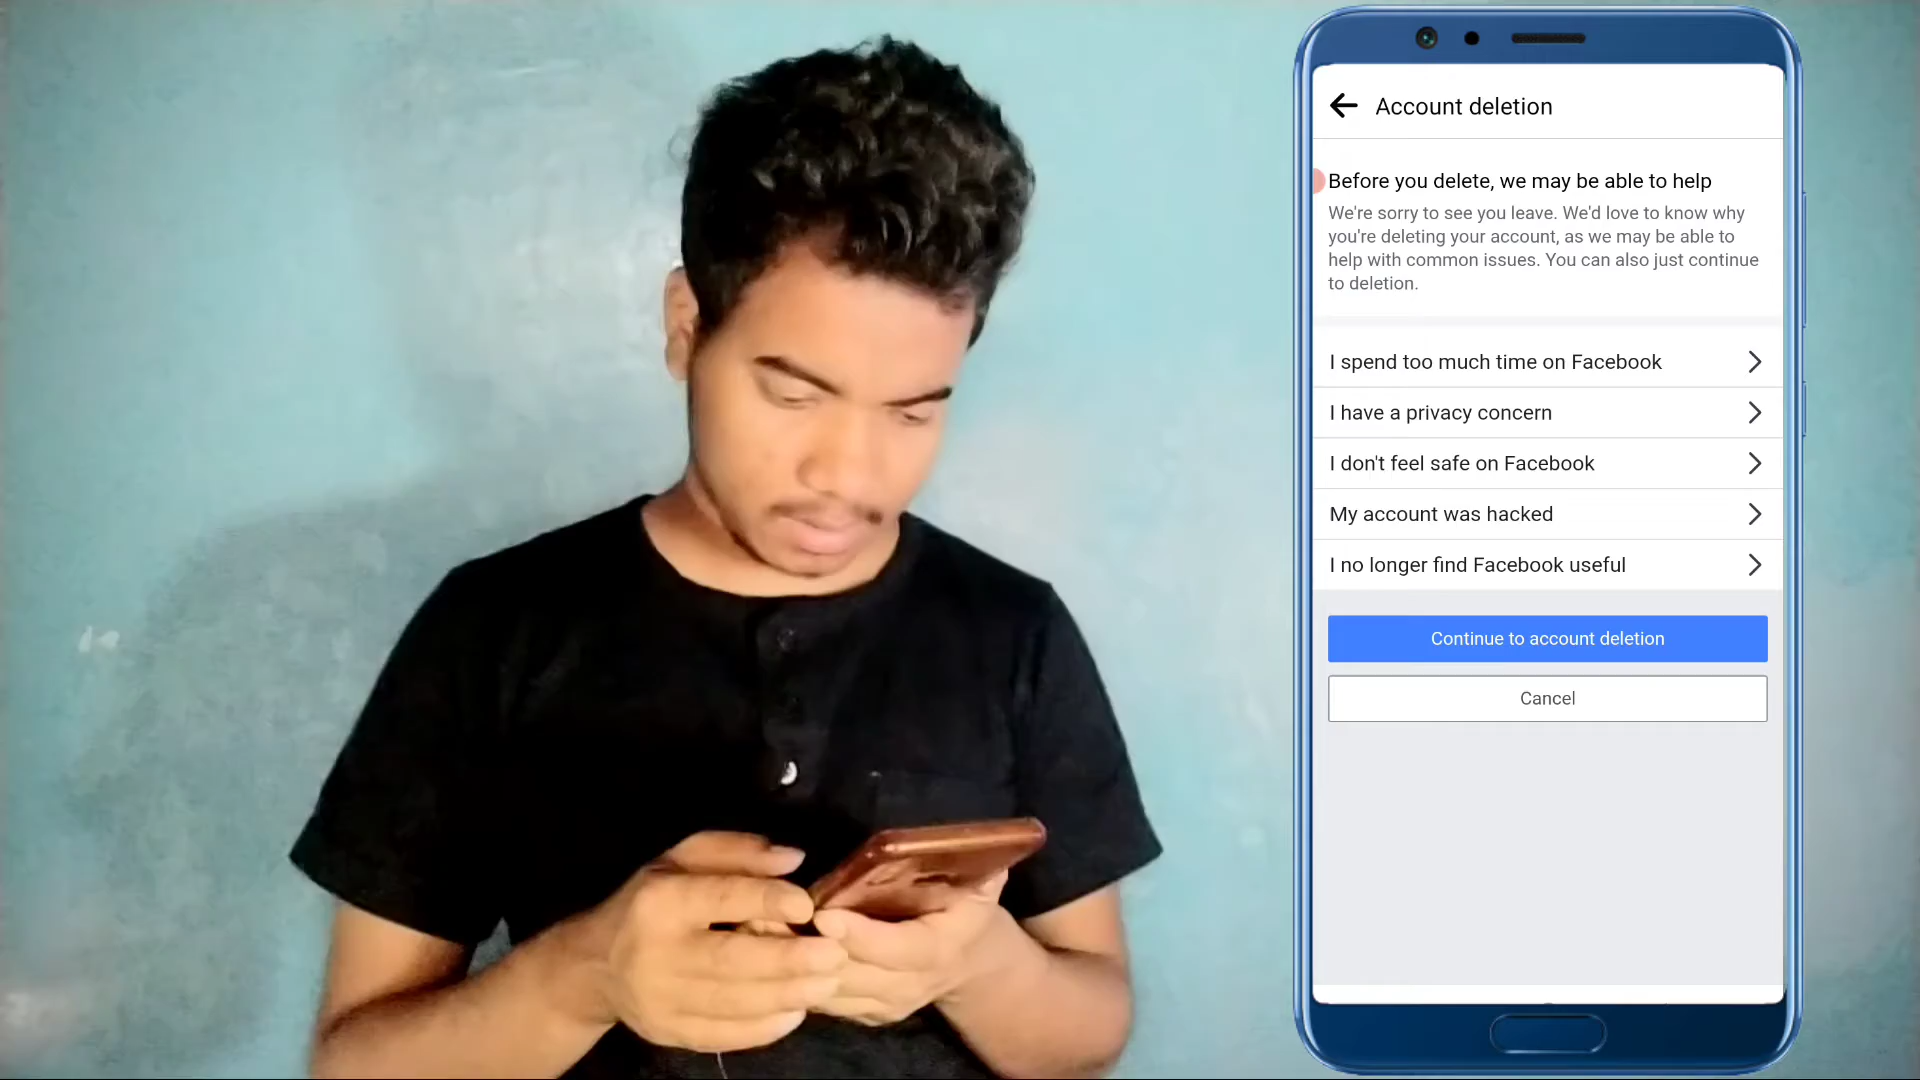 Account deletion
Before you delete, we may be able to help
We're sorry to see you leave. We'd love to know why
you're deleting your account, as we may be able to
help with common issues. You can also just continue
to deletion.
I spend too much time on Facebook
I have a privacy concern
I don't feel safe on Facebook
My account was hacked
I no longer find Facebook useful
Continue to account deletion
Cancel